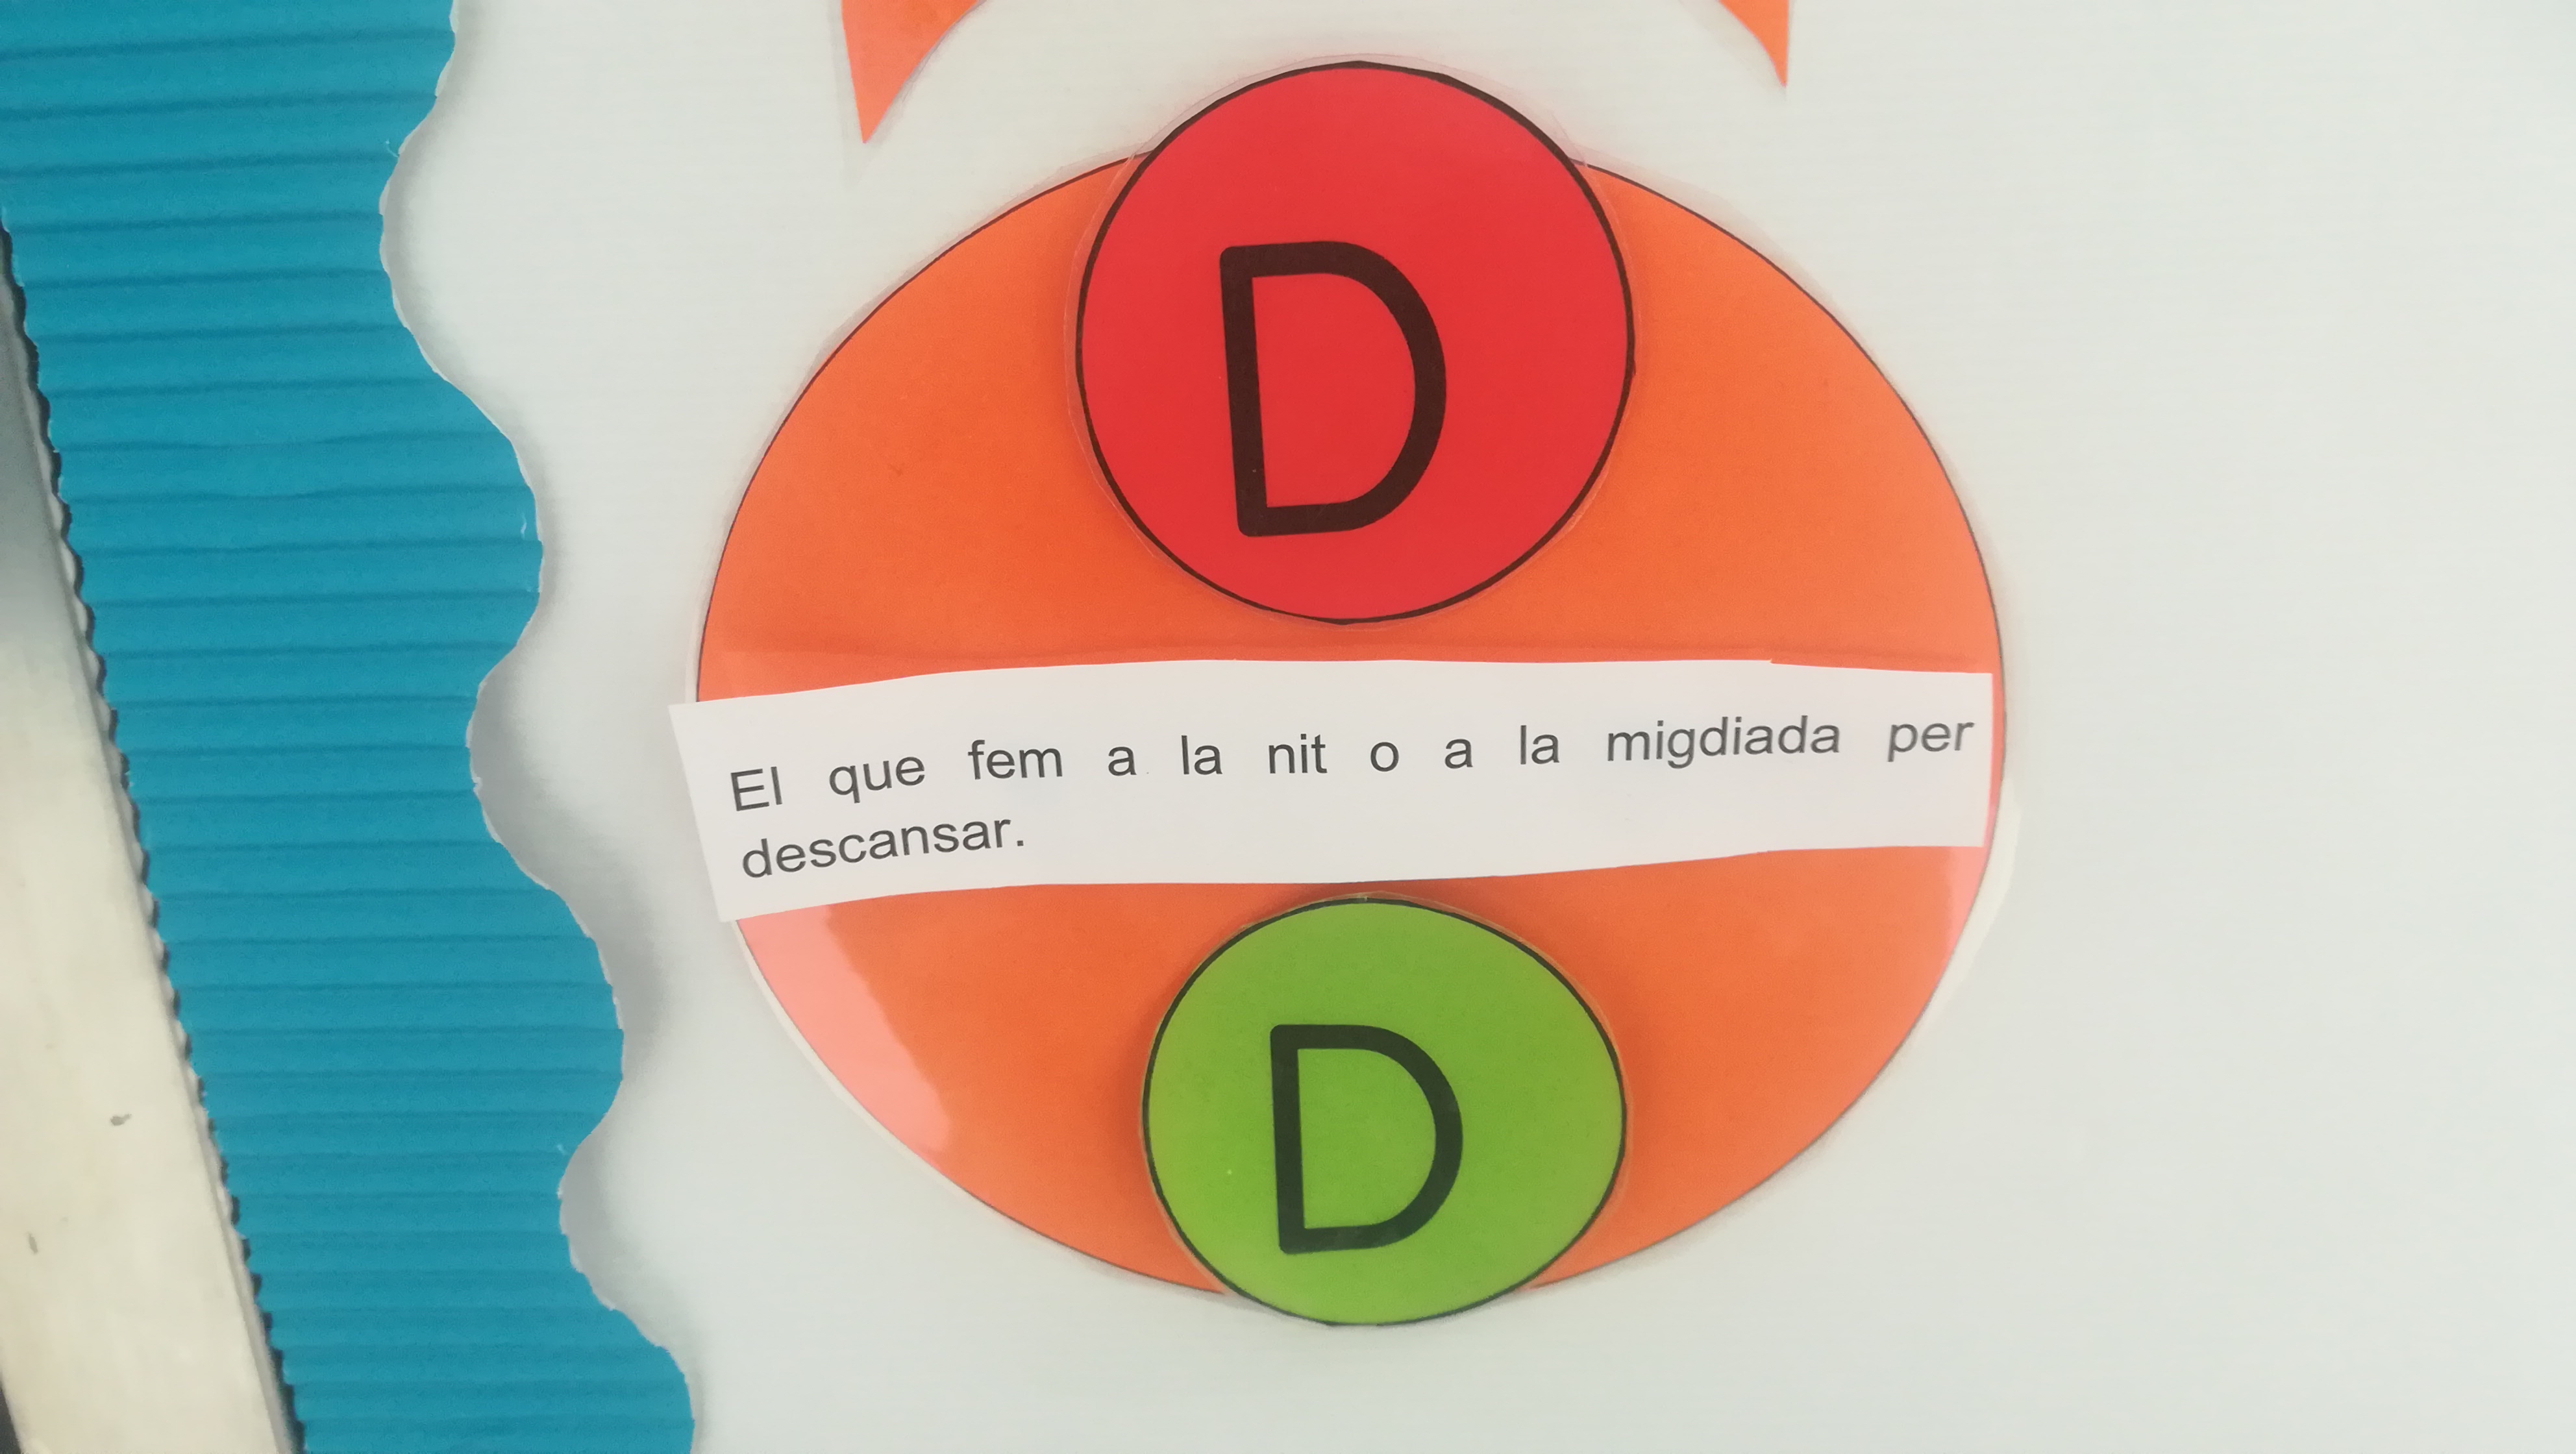 D
El que fem a la nit o a la migdiada per
descansar.
D